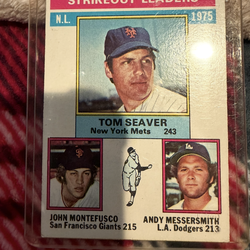 STRIKEOUT LEADERS
N.L. 1975
TOM SEAVER
New York Mets 243
JOHN MONTEFUSCO
San Francisco Giants 215
ANDY MESSERSMITH
L.A. Dodgers 213